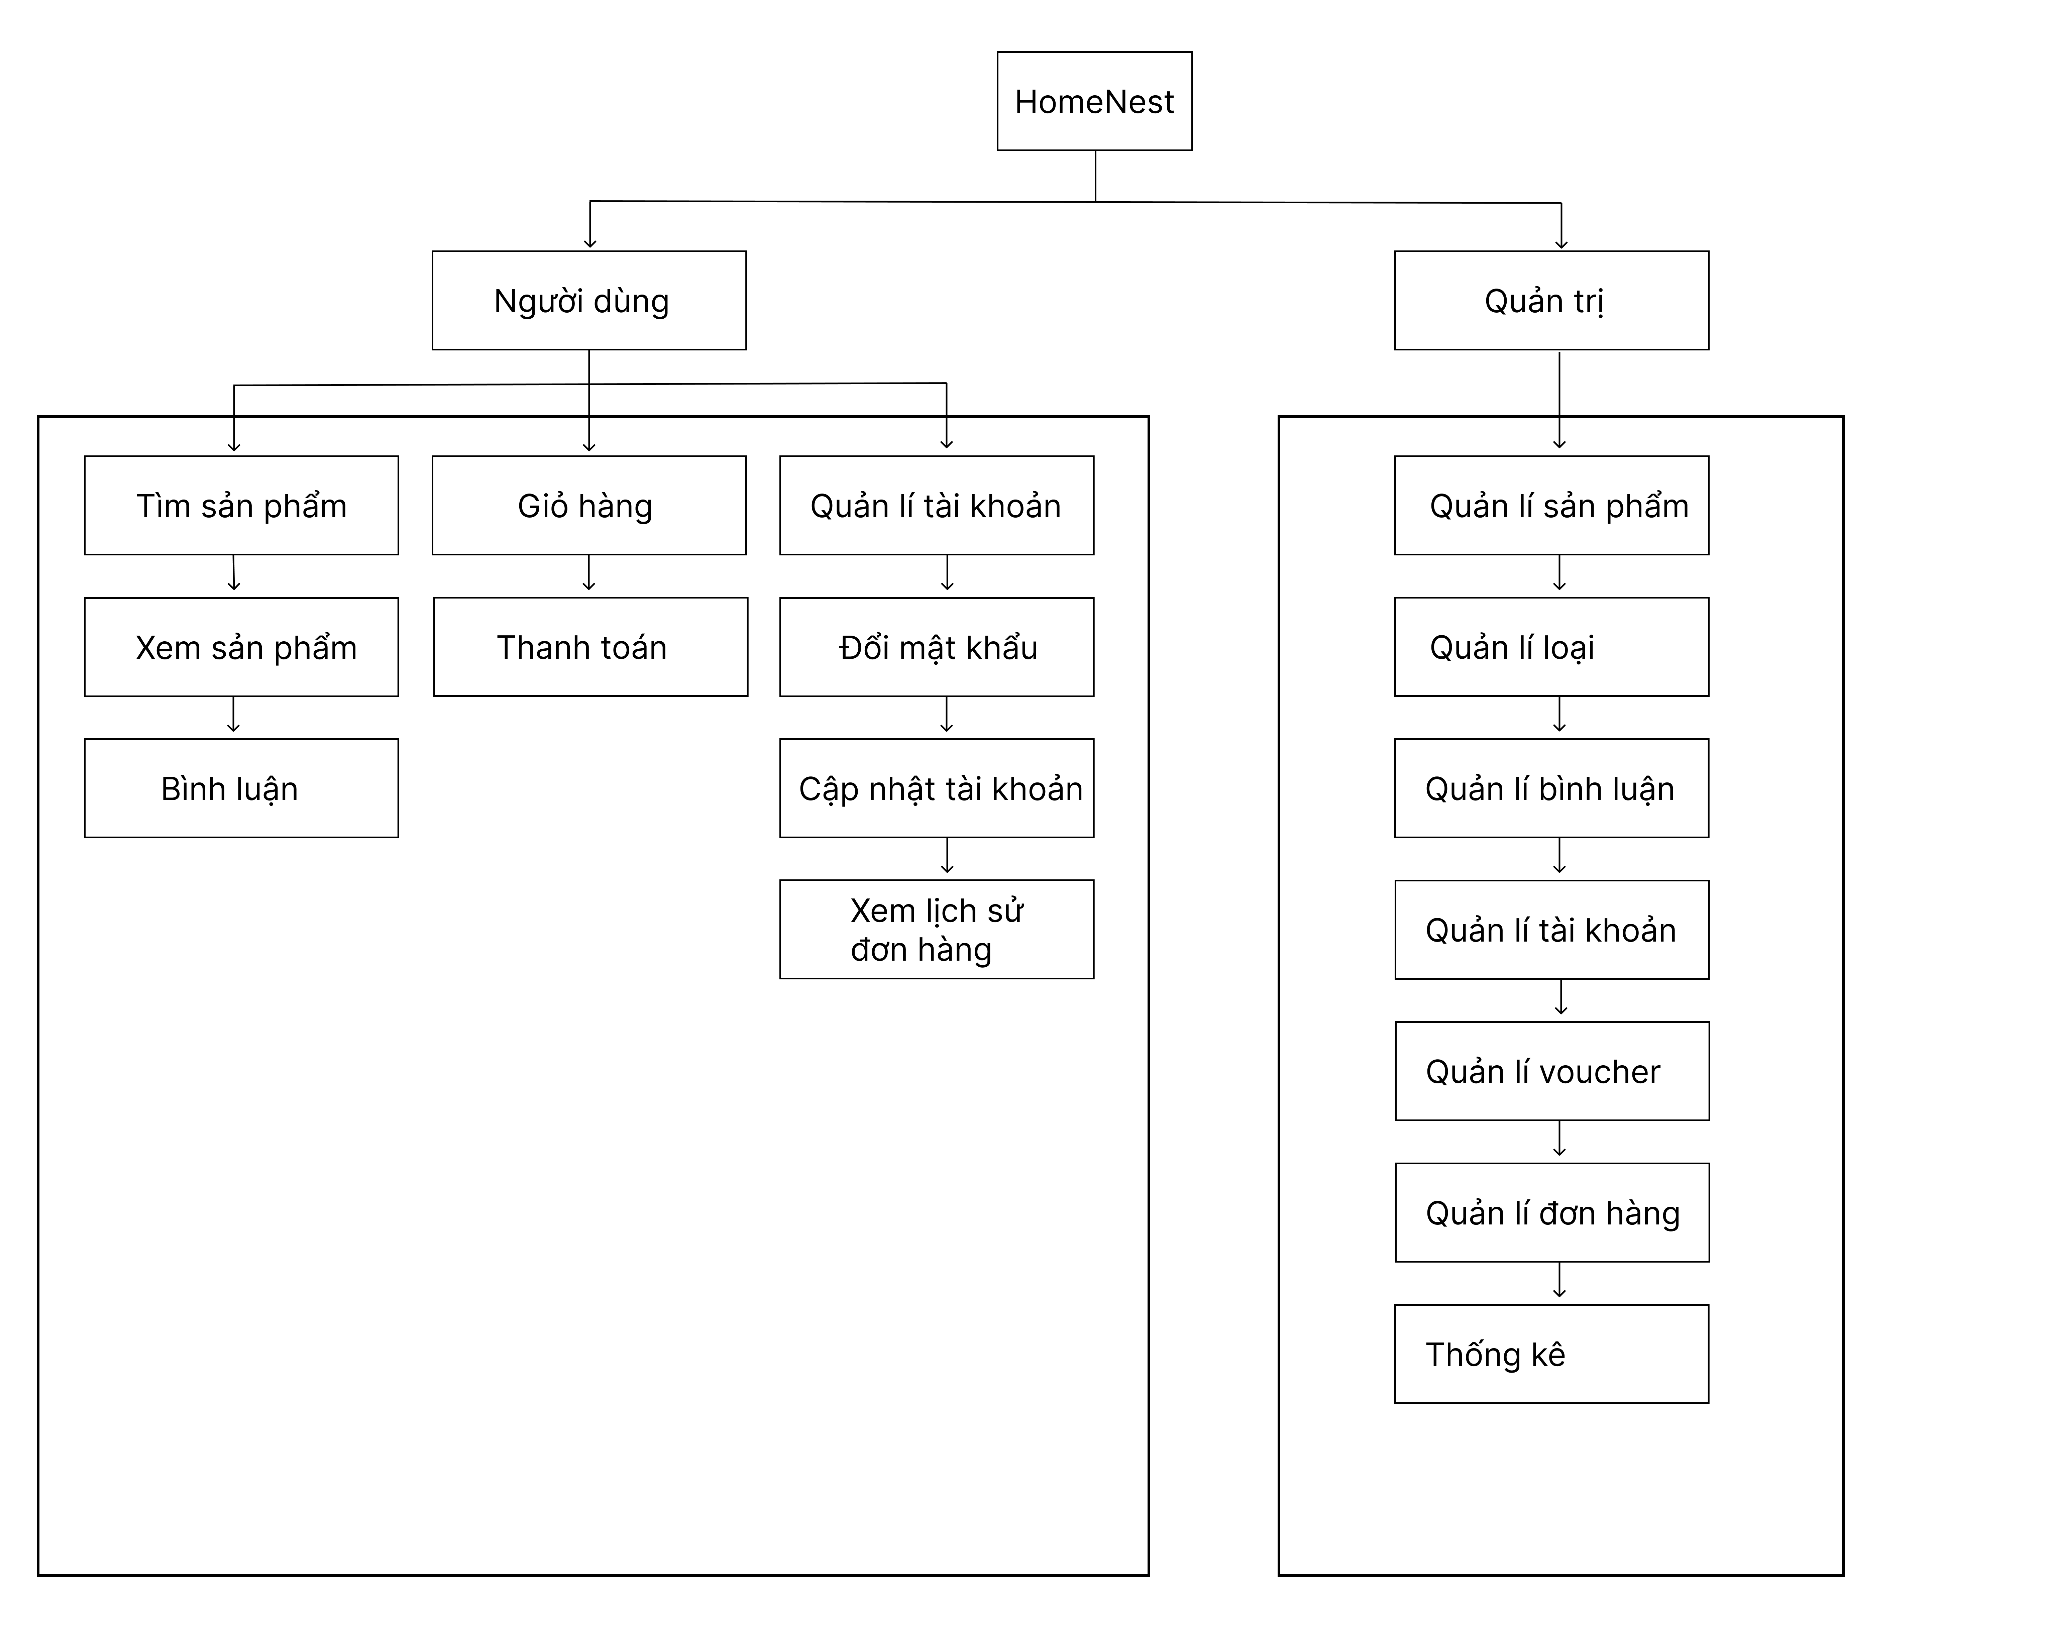 HomeNest
Người dùng
Quản trị
Tìm sản phẩm
Giỏ hàng
Quản lí tài khoản
Quản lí sản phẩm
Xem sản phẩm
Thanh toán
Đổi mật khẩu
Quản lí loại
Bình luận
Cập nhật tài khoản
Quản lí bình luận
Xem lịch sử
đơn hàng
Quản lí tài khoản
Quản lí voucher
Quản lí đơn hàng
Thống kê